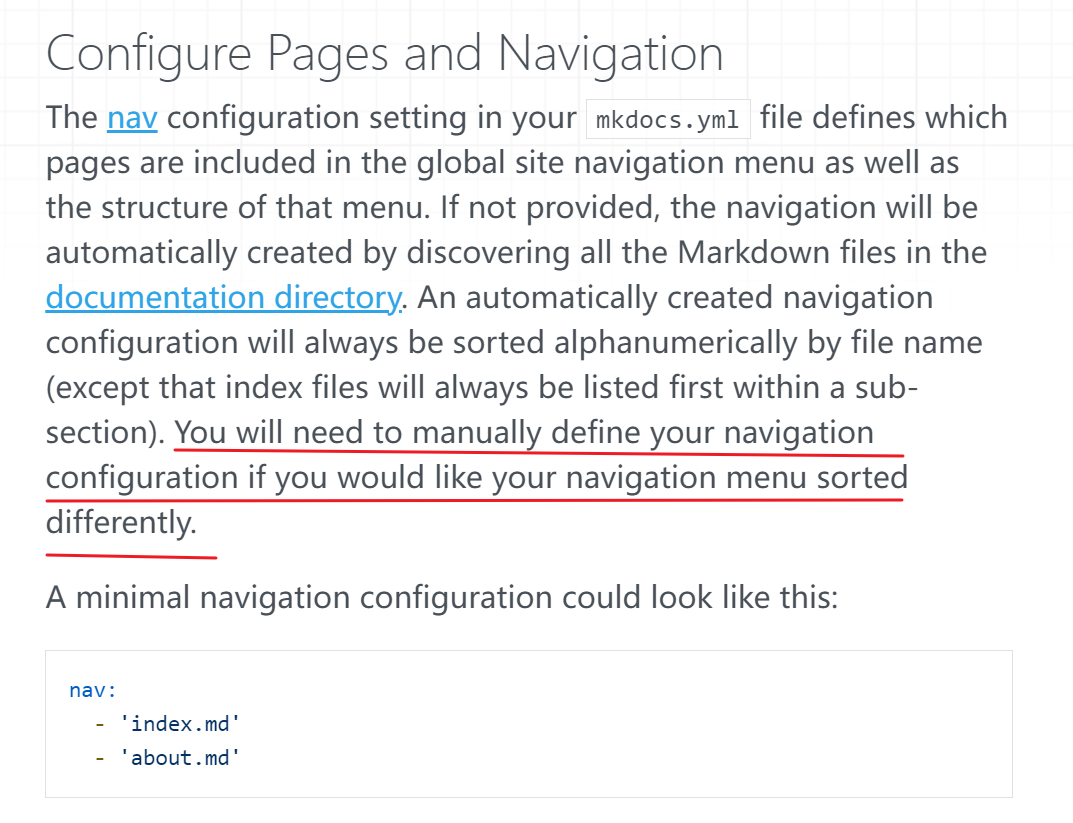 Configure Pages and Navigation
The nav configuration setting in your mkdocs.yml file defines which
pages are included in the global site navigation menu as well as
the structure of that menu. If not provided, the navigation will be
automatically created by discovering all the Markdown files in the
documentation directory. An automatically created navigation
configuration will always be sorted alphanumerically by file name
(except that index files will always be listed first within a sub-
section). You will need to manually define your navigation
configuration if you would like your navigation menu sorted
differently.
A minimal navigation configuration could look like this:
nav:
  - 'index.md'
  - 'about.md'